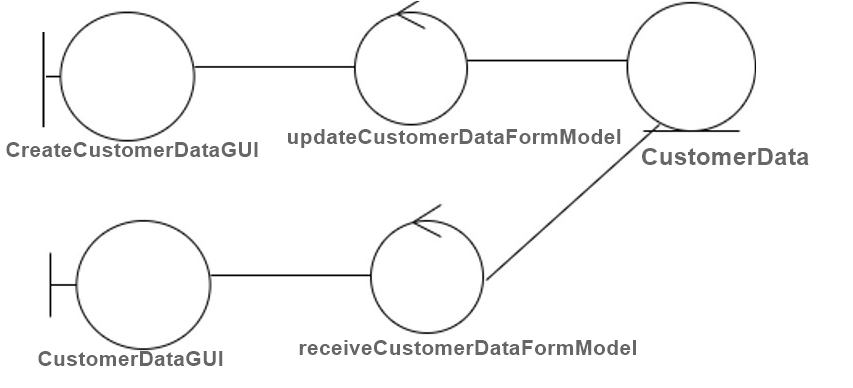 CreateCustomerDataGUI
updateCustomerDataFormModel
CustomerData
CustomerDataGUI
receiveCustomerDataFormModel